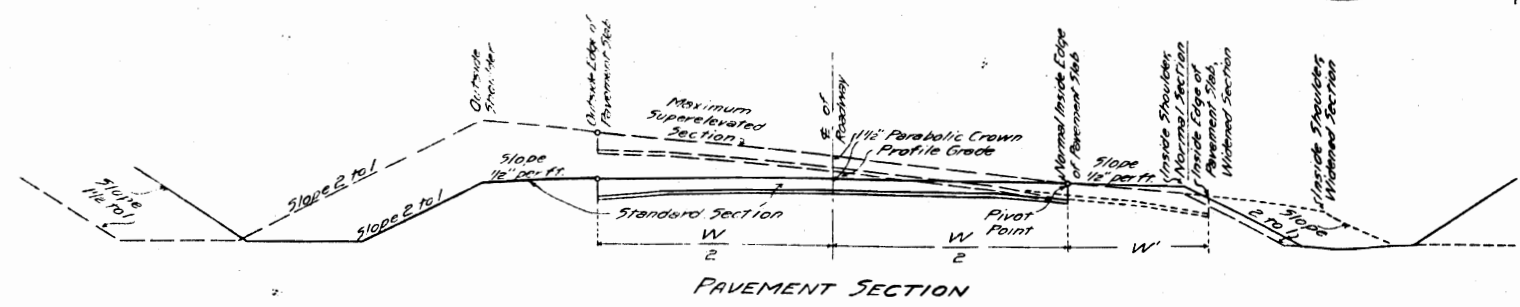 Outside
Shoulder
Outside Edge of
Pavement Slab
Maximum
Superelevated
Section
℄ of
Roadway
1½" Parabolic Crown
Profile Grade
Normal Inside Edge
of Pavement Slab
Inside Shoulder,
Normal Section
Inside Edge of
Pavement Slab,
Widened Section
Inside Shoulder,
Widened Section
Slope
1½ to 1
Slope 2 to 1
Slope 2 to 1
Slope
½" per ft.
Standard Section
Slope
½" per ft.
Pivot
Point
Slope
2 to 1
W
2
W
2
W'
PAVEMENT SECTION